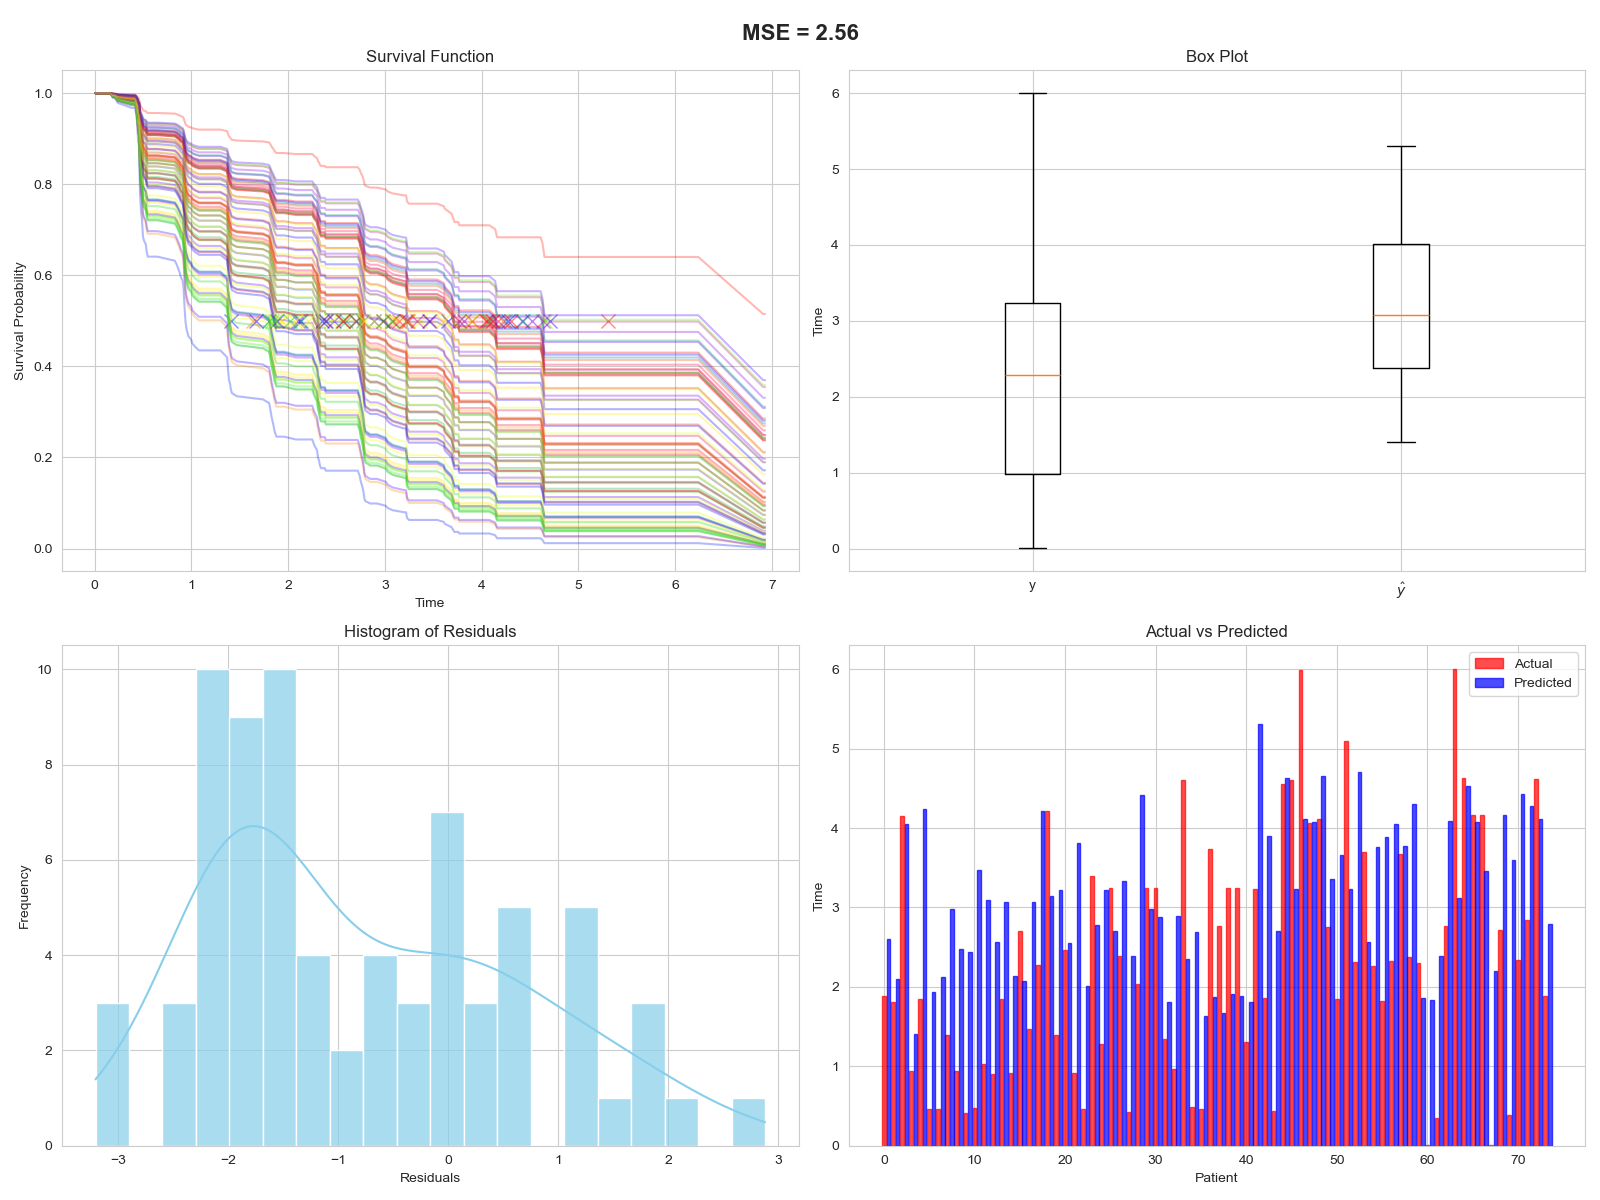 MSE = 2.56
Survival Function
Survival Probability
1.0
0.8
0.6
0.4
0.2
0.0
0 1 2 3 4 5 6 7
Time
Box Plot
Time
6
5
4
3
2
1
0
y ŷ
Histogram of Residuals
Frequency
10
8
6
4
2
0
−3 −2 −1 0 1 2 3
Residuals
Actual vs Predicted
Actual
Predicted
Time
6
5
4
3
2
1
0
0 10 20 30 40 50 60 70
Patient